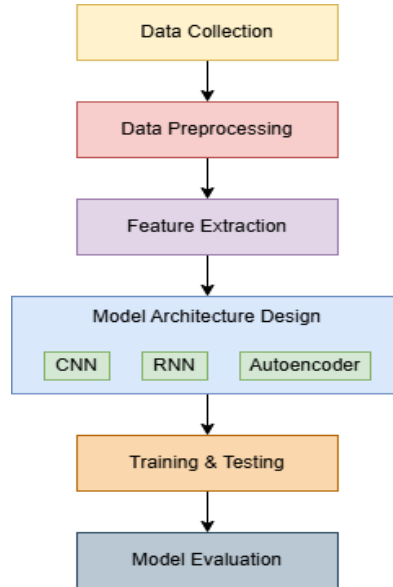 Data Collection
Data Preprocessing
Feature Extraction
Model Architecture Design
CNN RNN Autoencoder
Training & Testing
Model Evaluation